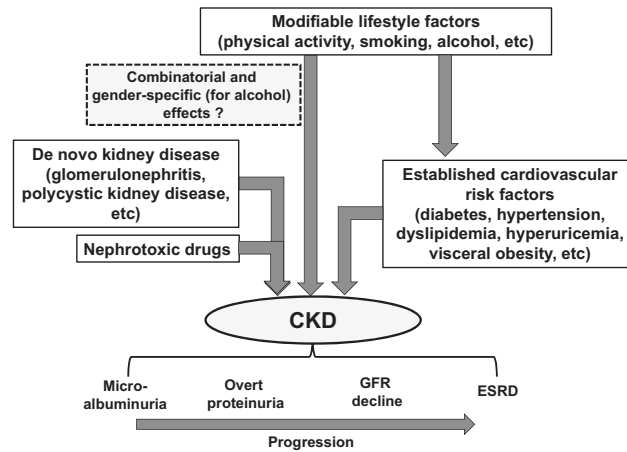 Modifiable lifestyle factors
(physical activity, smoking, alcohol, etc)
Combinatorial and
gender-specific (for alcohol)
effects ?
De novo kidney disease
(glomerulonephritis,
polycystic kidney disease,
etc)
Nephrotoxic drugs
Established cardiovascular
risk factors
(diabetes, hypertension,
dyslipidemia, hyperuricemia,
visceral obesity, etc)
CKD
Micro-
albuminuria
Overt
proteinuria
GFR
decline
ESRD
Progression